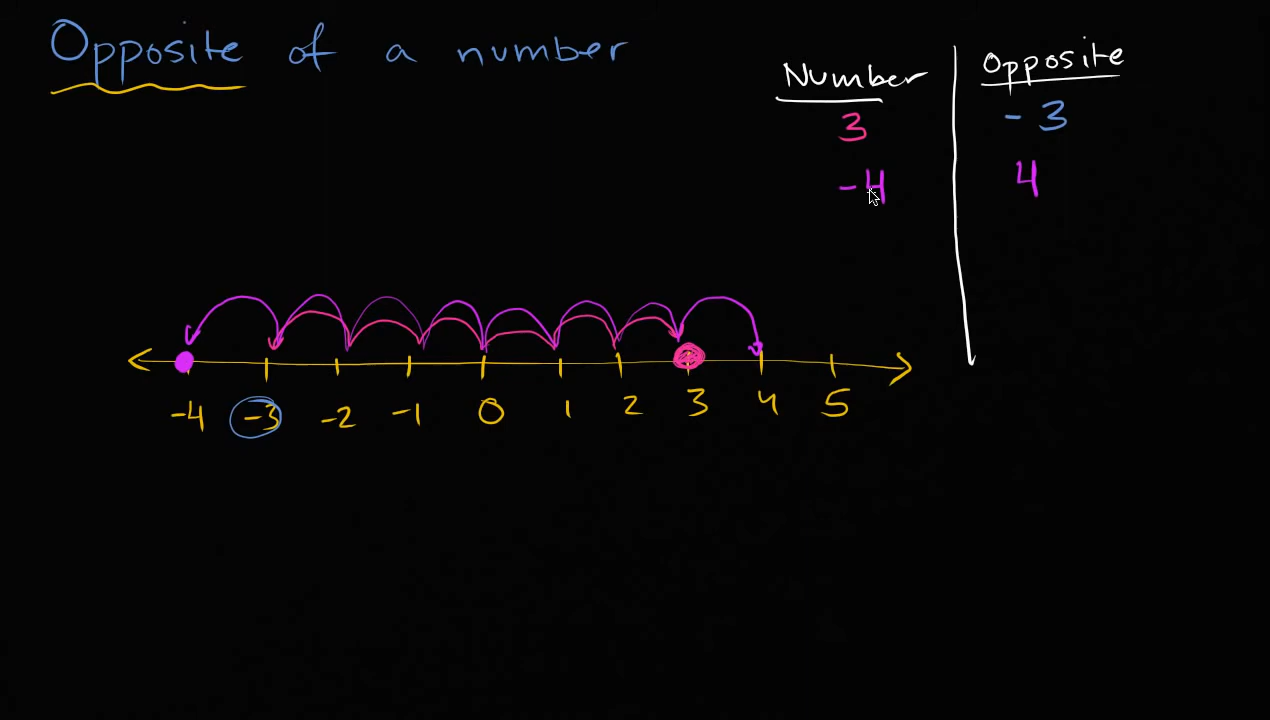 Opposite of a number
Number Opposite
3 -3
-4 4
-4 -3 -2 -1 0 1 2 3 4 5